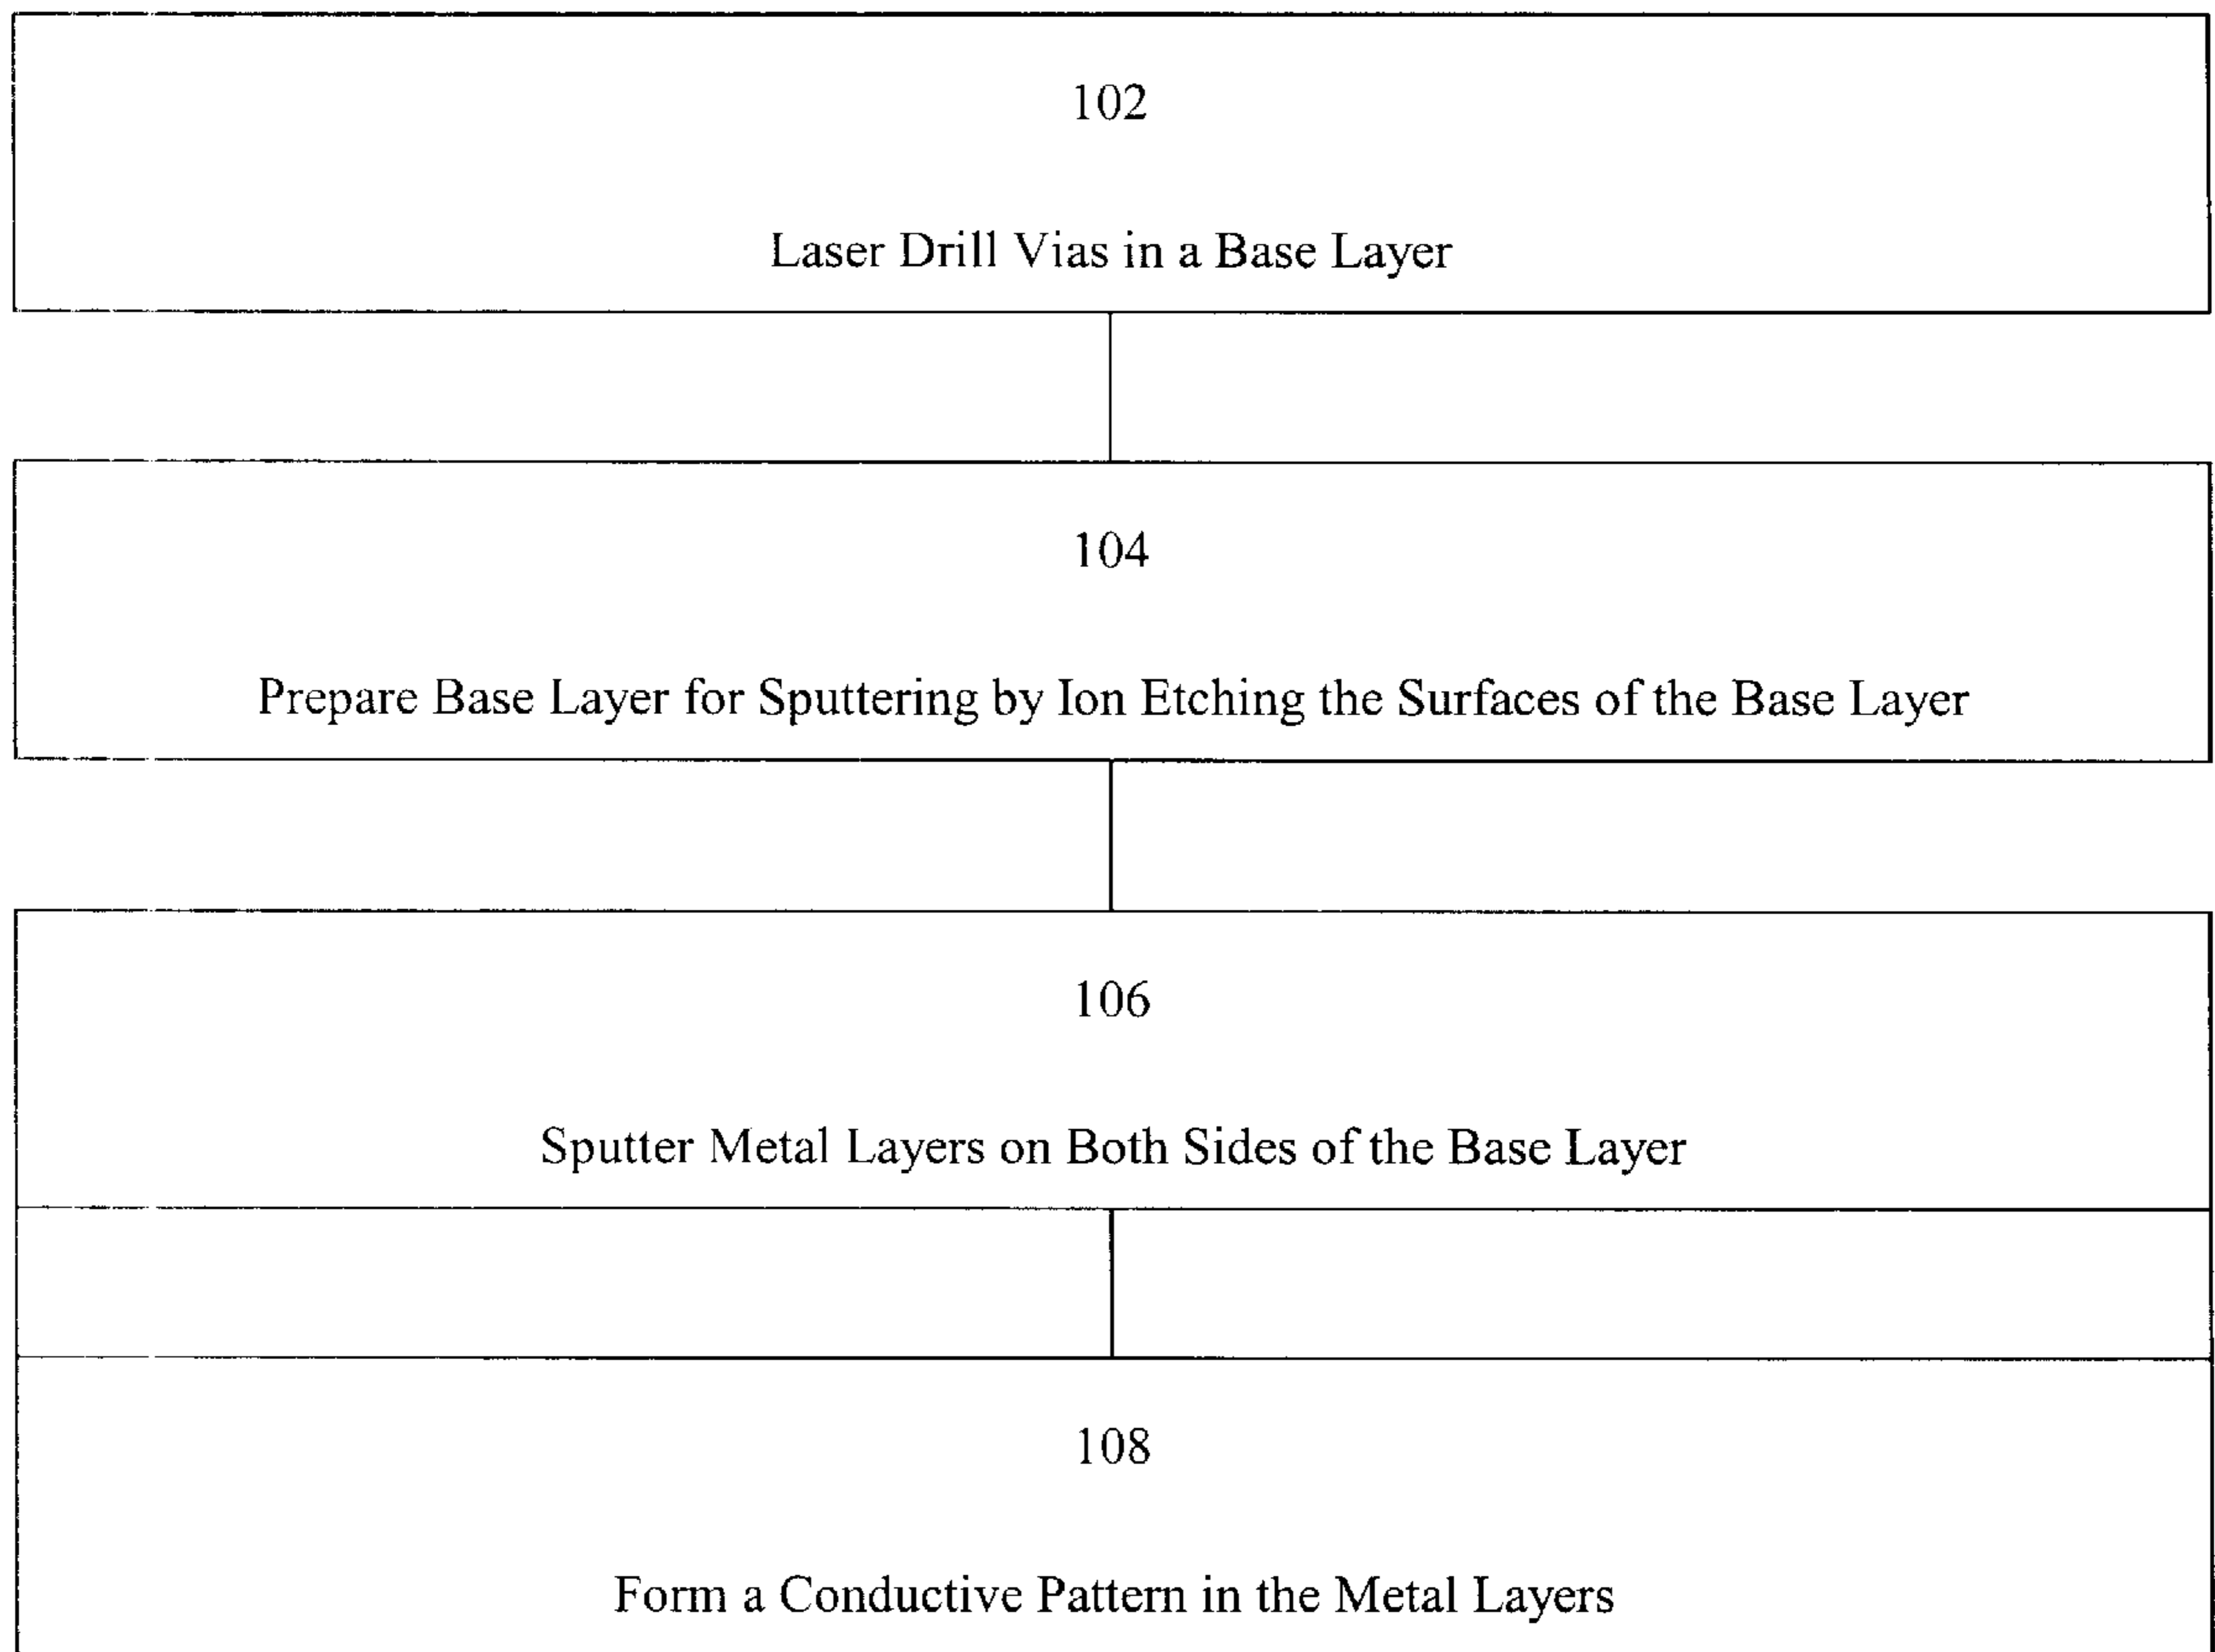 102
Laser Drill Vias in a Base Layer
104
Prepare Base Layer for Sputtering by Ion Etching the Surfaces of the Base Layer
106
Sputter Metal Layers on Both Sides of the Base Layer
108
Form a Conductive Pattern in the Metal Layers